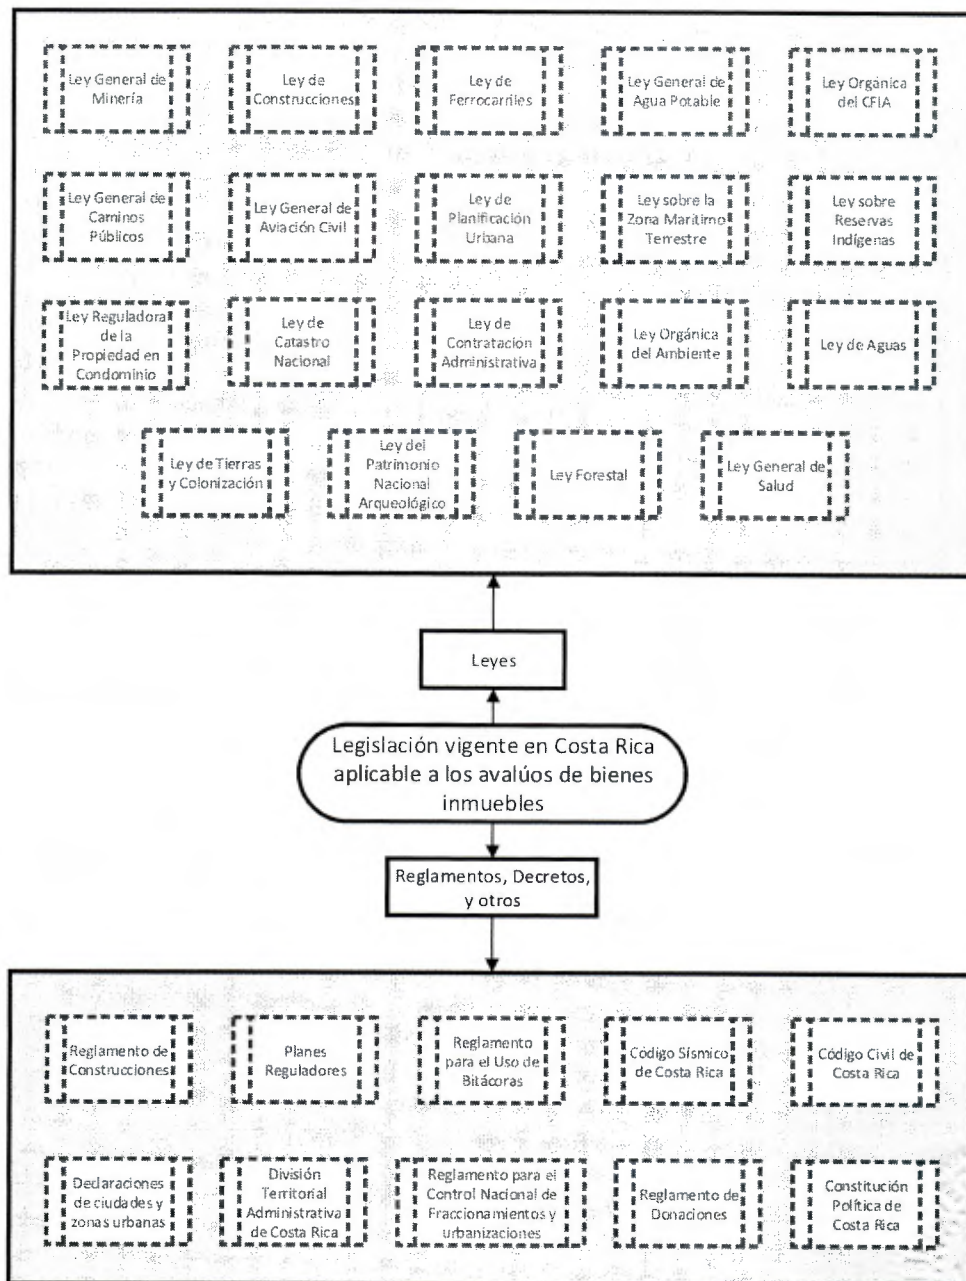 Ley General de
Minería
Ley de
Construcciones
Ley de
Ferrocarriles
Ley General de
Agua Potable
Ley Orgánica
del CFIA
Ley General de
Caminos
Públicos
Ley General de
Aviación Civil
Ley de
Planificación
Urbana
Ley sobre la
Zona Marítimo
Terrestre
Ley sobre
Reservas
Indígenas
Ley Reguladora
de la
Propiedad en
Condominio
Ley de
Catastro
Nacional
Ley de
Contratación
Administrativa
Ley Orgánica
del Ambiente
Ley de Aguas
Ley de Tierras
y Colonización
Ley del
Patrimonio
Nacional
Arqueológico
Ley Forestal
Ley General de
Salud
Leyes
Legislación vigente en Costa Rica
aplicable a los avalúos de bienes
inmuebles
Reglamentos, Decretos,
y otros
Reglamento de
Construcciones
Planes
Reguladores
Reglamento
para el Uso de
Bitácoras
Código Sísmico
de Costa Rica
Código Civil de
Costa Rica
Declaraciones
de ciudades y
zonas urbanas
División
Territorial
Administrativa
de Costa Rica
Reglamento para el
Control Nacional de
Fraccionamientos y
urbanizaciones
Reglamento de
Donaciones
Constitución
Política de
Costa Rica